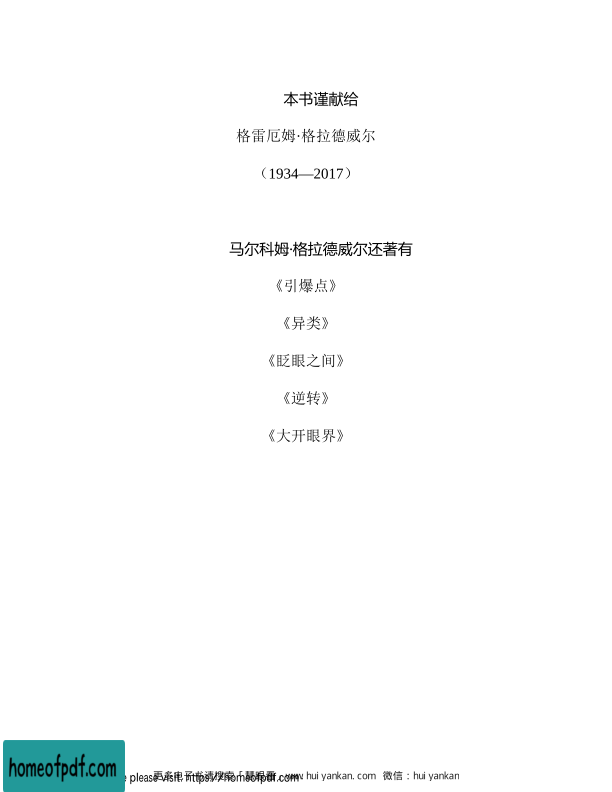 本书谨献给
格雷厄姆·格拉德威尔
（1934—2017）
马尔科姆·格拉德威尔还著有
《引爆点》
《异类》
《眨眼之间》
《逆转》
《大开眼界》
homeofpdf.com
please visit: https://homeofpdf.com
更多电子书请搜索「慧眼看」www.huiyankan.com 微信：huiyankan